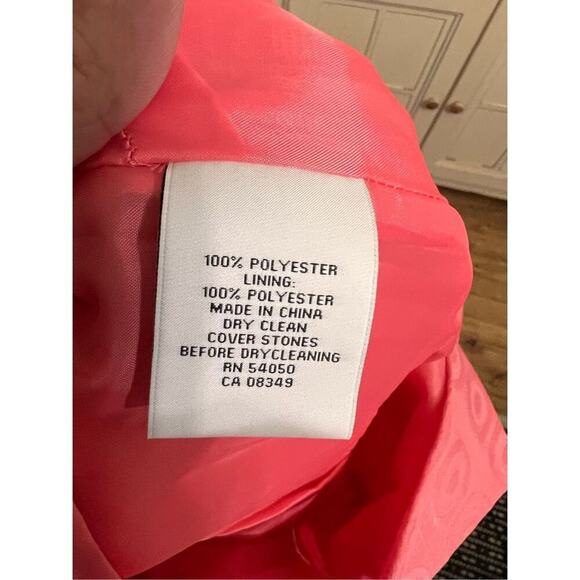 100% POLYESTER
LINING:
100% POLYESTER
MADE IN CHINA
DRY CLEAN
COVER STONES
BEFORE DRYCLEANING
RN 54050
CA 08349